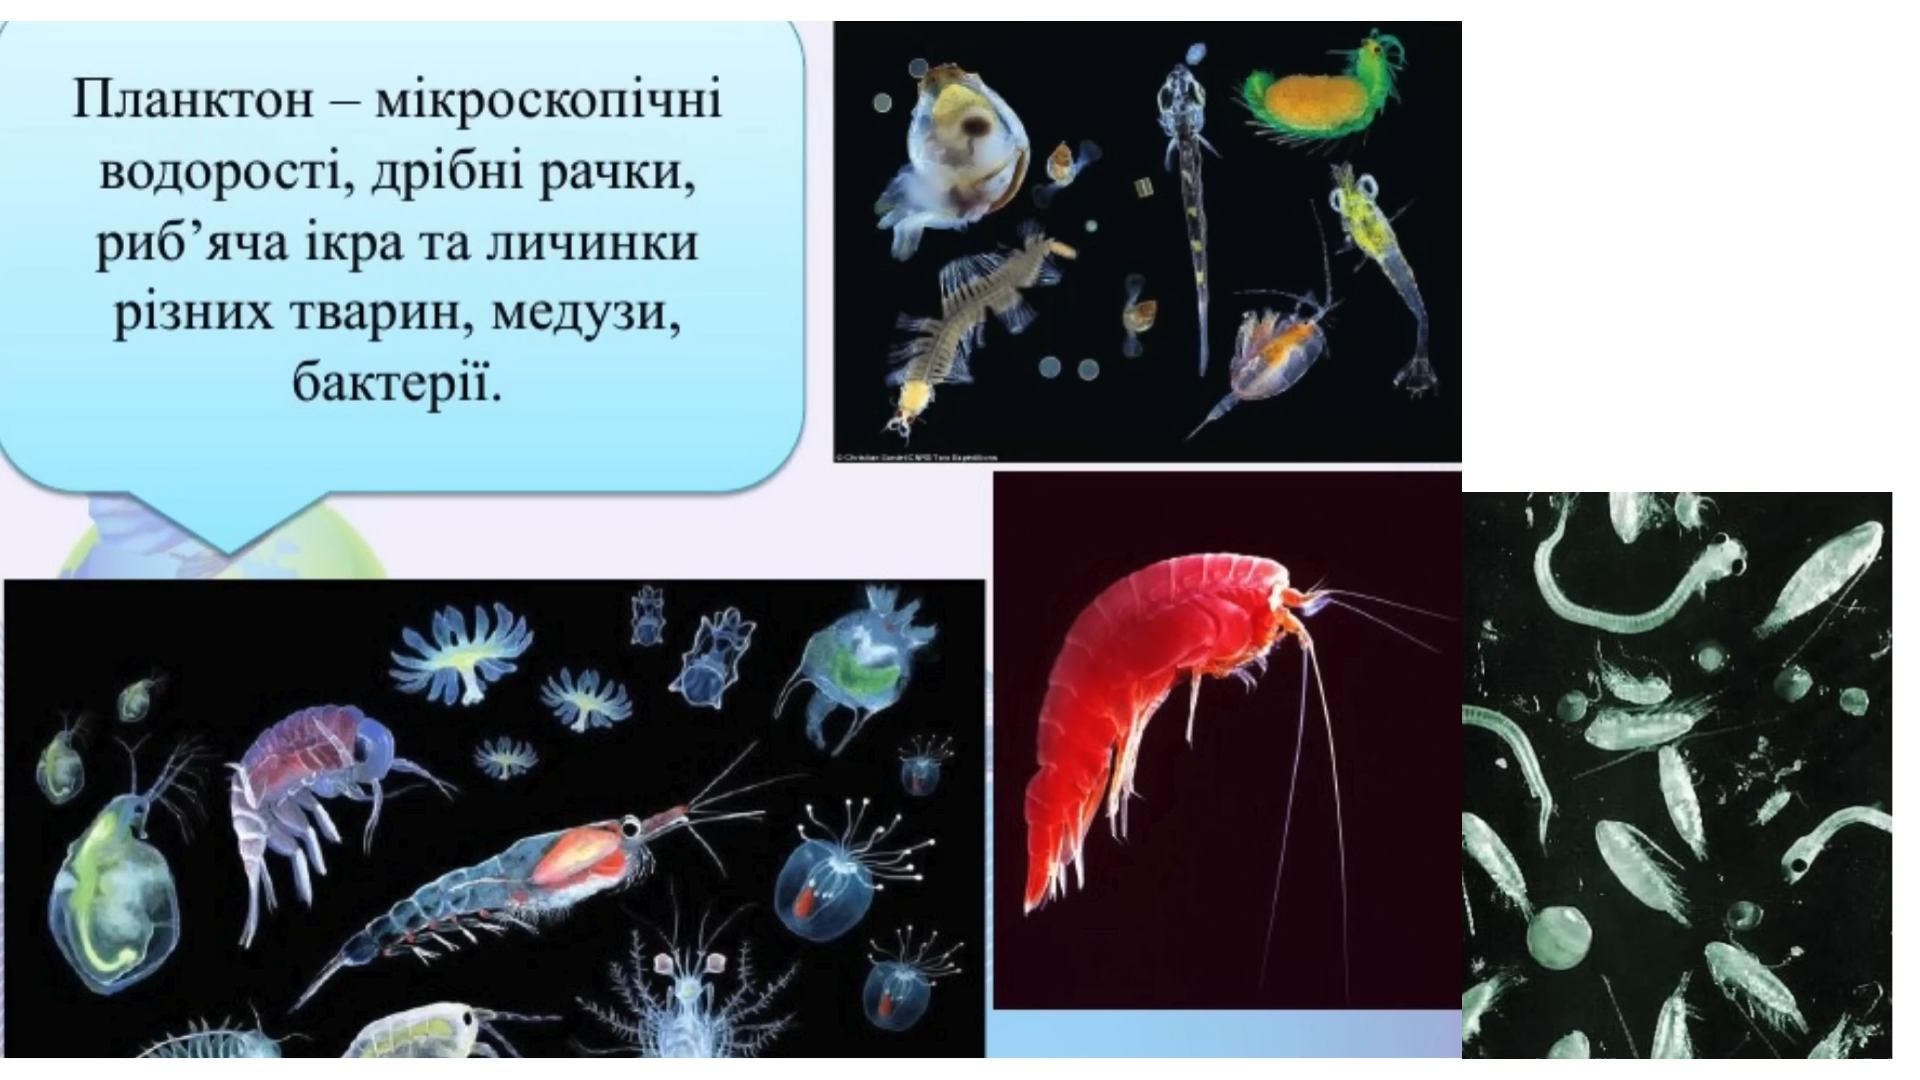 Планктон – мікроскопічні
водорості, дрібні рачки,
риб’яча ікра та личинки
різних тварин, медузи,
бактерії.